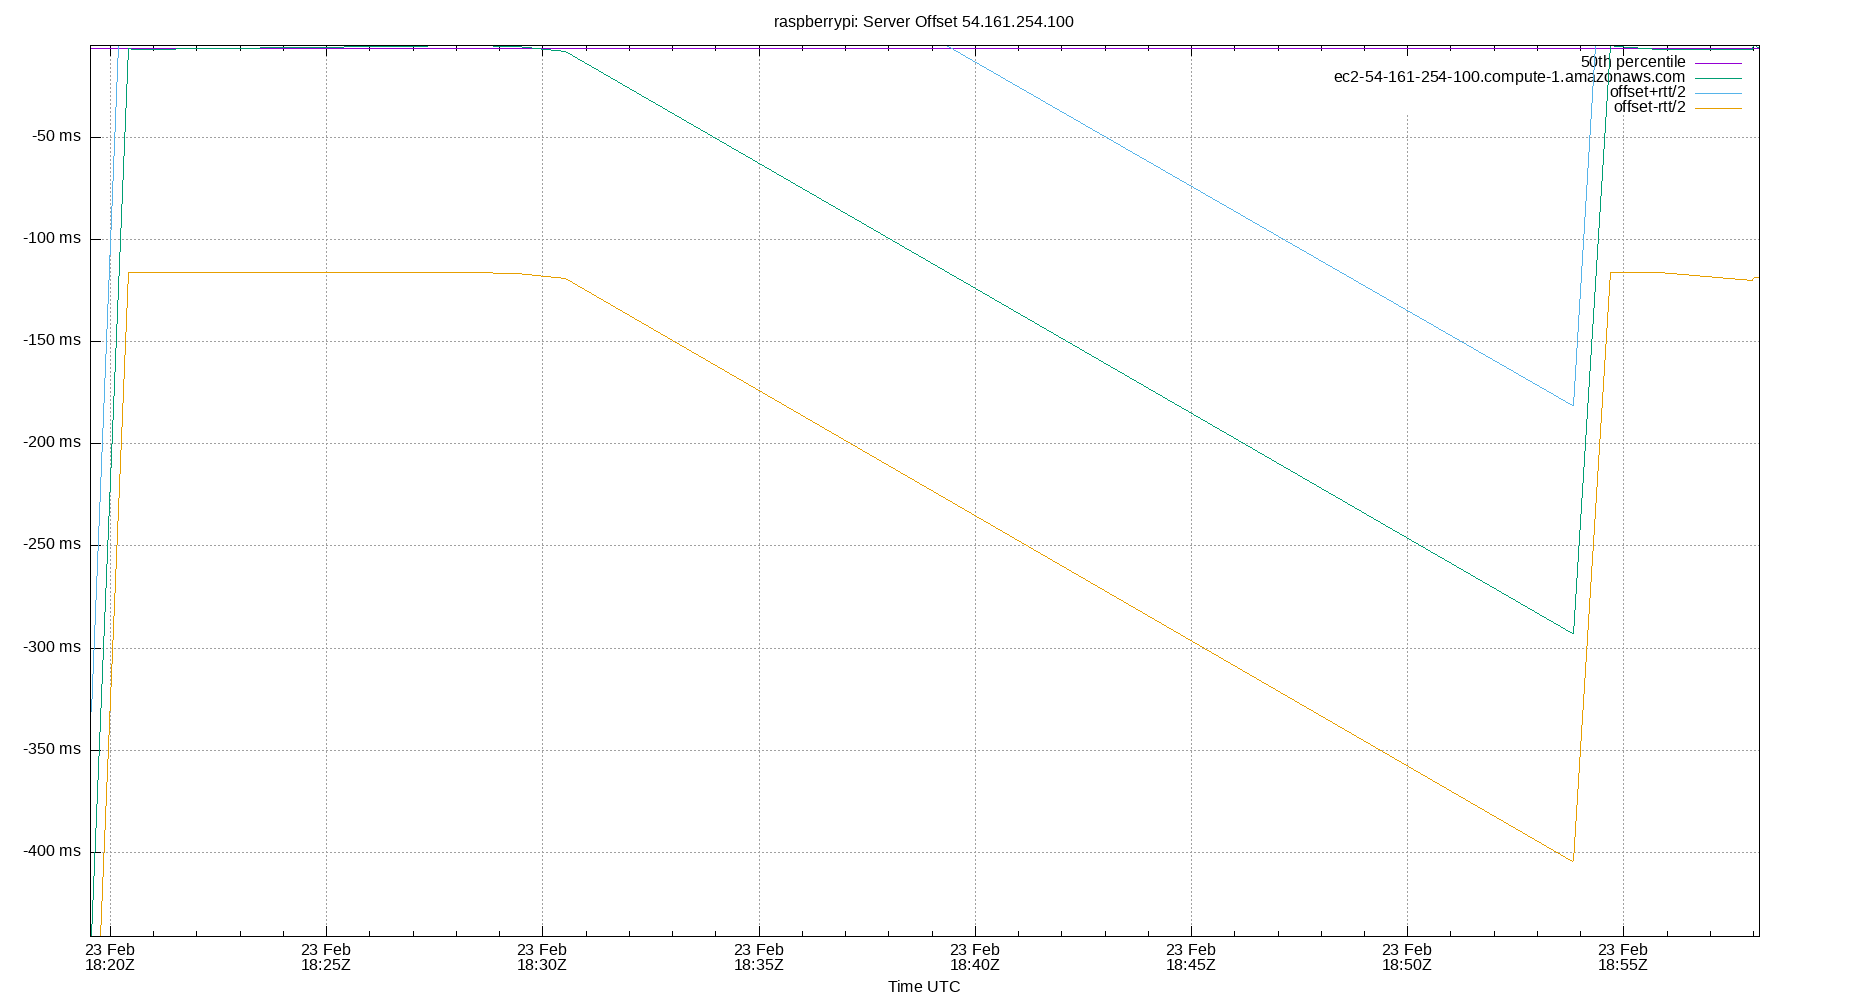 raspberrypi: Server Offset 54.161.254.100
50th percentile
ec2-54-161-254-100.compute-1.amazonaws.com
offset+rtt/2
offset-rtt/2
-50 ms
-100 ms
-150 ms
-200 ms
-250 ms
-300 ms
-350 ms
-400 ms
23 Feb 23 Feb 23 Feb 23 Feb 23 Feb 23 Feb 23 Feb 23 Feb
18:20Z 18:25Z 18:30Z 18:35Z 18:40Z 18:45Z 18:50Z 18:55Z
Time UTC